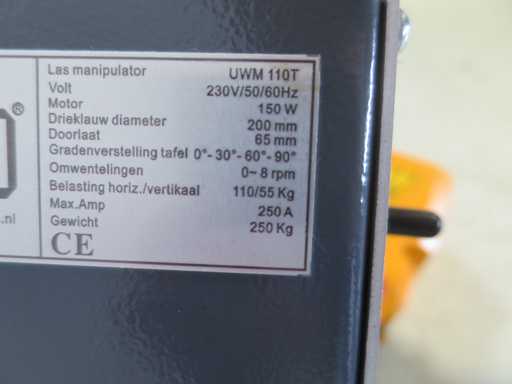 ®
Las manipulator UWM 110T
Volt 230V/50/60Hz
Motor 150 W
Drieklauw diameter 200 mm
Doorlaat 65 mm
Gradenverstelling tafel 0°- 30°- 60°- 90°
Omwentelingen 0~ 8 rpm
Belasting horiz./vertikaal 110/55 Kg
Max.Amp 250 A
Gewicht 250 Kg
.nl
CE